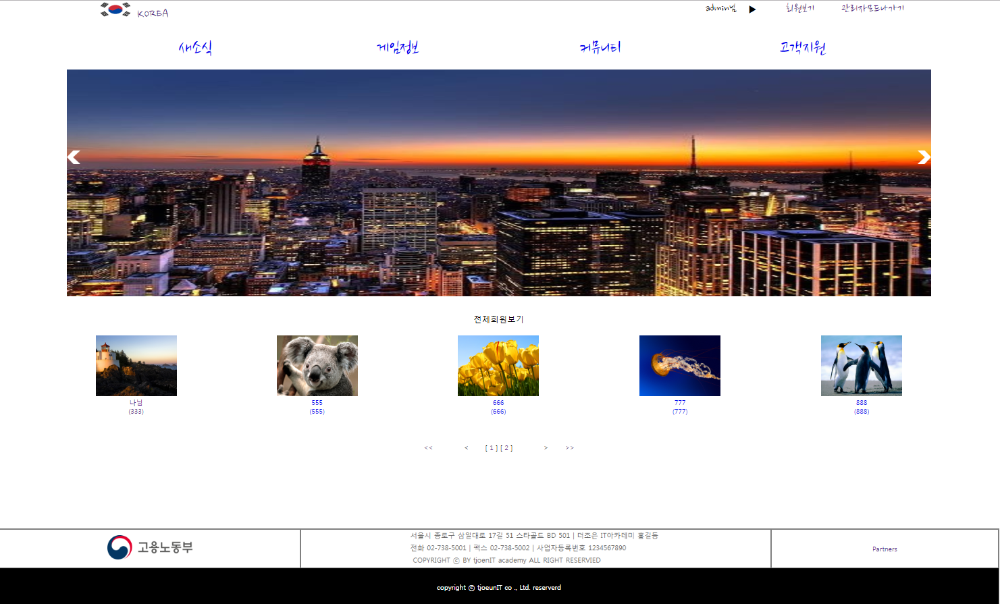 KOREA
admin님 ▶ 회원보기 관리자모드나가기
새소식 게임정보 커뮤니티 고객지원
전체회원보기
나님 555 666 777 888
(333) (555) (666) (777) (888)
<< < [ 1 ] [ 2 ] > >>
고용노동부
서울시 종로구 삼일대로 17길 51 스타골드 BD 501 | 더조은 IT아카데미 홍길동
전화 02-738-5001 | 팩스 02-738-5002 | 사업자등록번호 1234567890
COPYRIGHT ⓒ BY tjoenIT academy ALL RIGHT RESERVIED
Partners
copyright ⓒ tjoeunIT co ., Ltd. reserverd